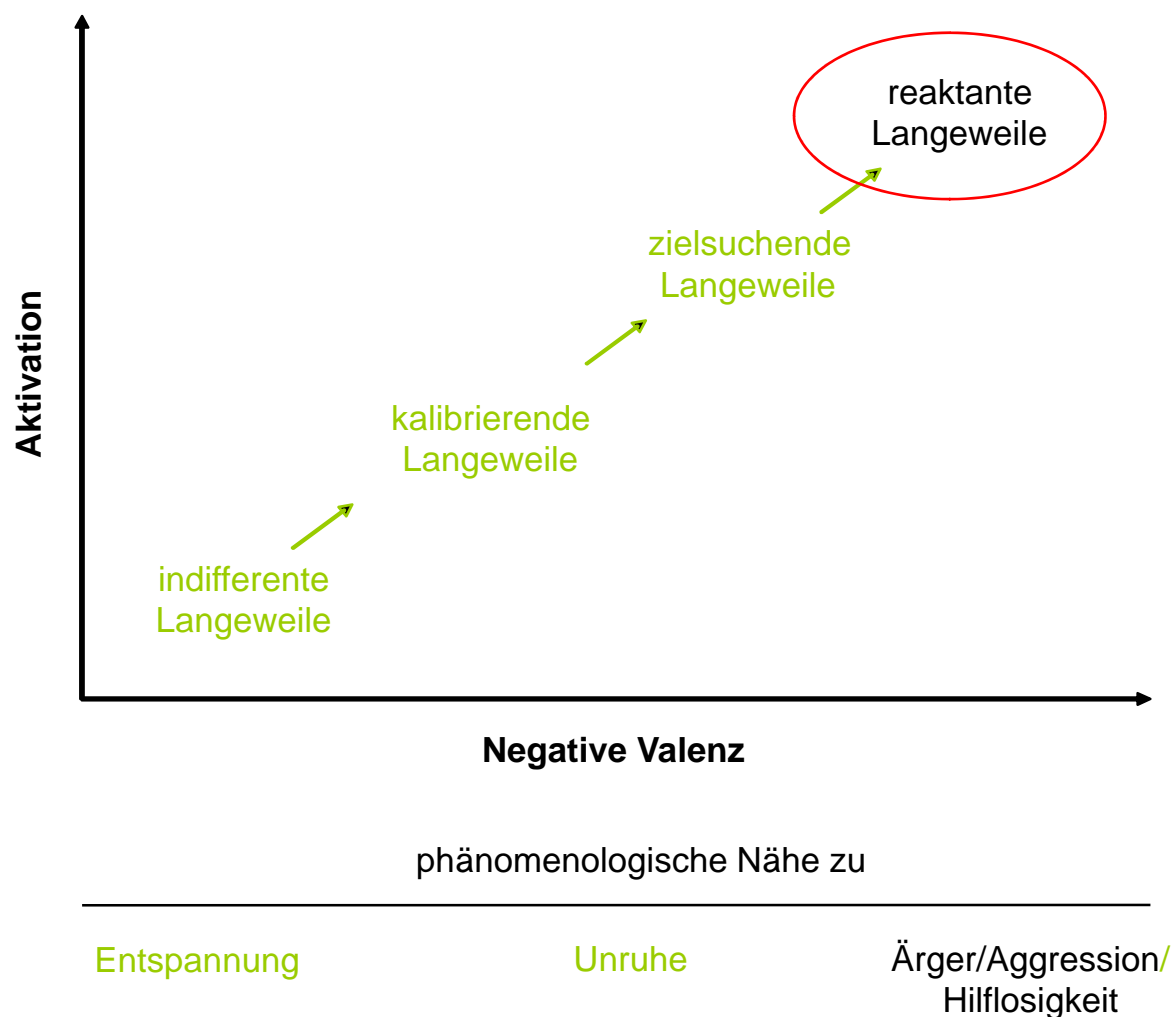 reaktante
Langeweile
zielsuchende
Langeweile
Aktivation
kalibrierende
Langeweile
indifferente
Langeweile
Negative Valenz
phänomenologische Nähe zu
Entspannung
Unruhe
Ärger/Aggression/
Hilflosigkeit